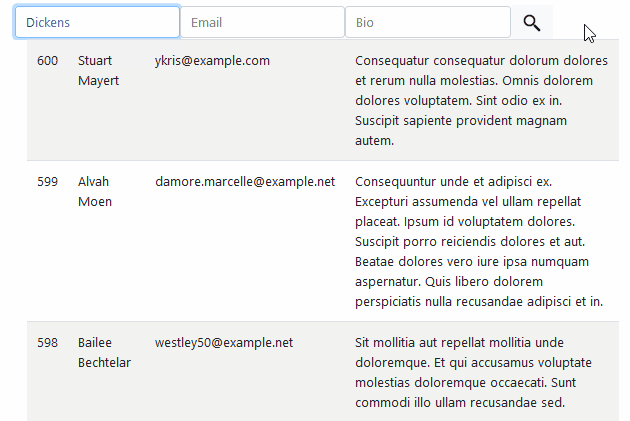 Dickens Email Bio
600 Stuart Mayert ykris@example.com Consequatur consequatur dolorum dolores
et rerum nulla molestias. Omnis dolorem
dolores voluptatem. Sint odio ex in.
Suscipit sapiente provident magnam
autem.
599 Alvah Moen damore.marcelle@example.net Consequuntur unde et adipisci ex.
Excepturi assumenda vel ullam repellat
placeat. Ipsum id voluptatem dolores.
Suscipit porro reiciendis dolores et aut.
Beatae dolores vero iure ipsa numquam
aspernatur. Quis libero dolorem
perspiciatis nulla recusandae adipisci et in.
598 Bailee Bechtelar westley50@example.net Sit mollitia aut repellat mollitia unde
doloremque. Et qui accusamus voluptate
molestias doloremque occaecati. Sunt
commodi illo ullam recusandae sed.